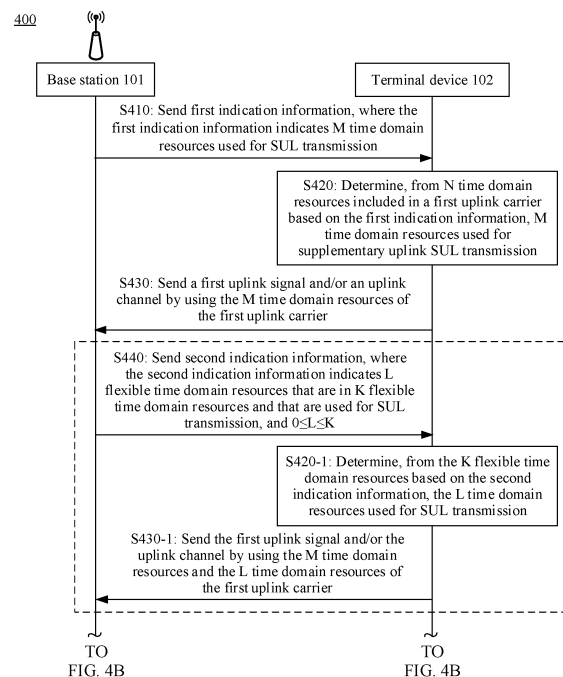 400
Base station 101
Terminal device 102
S410: Send first indication information, where the
first indication information indicates M time domain
resources used for SUL transmission
S420: Determine, from N time domain
resources included in a first uplink carrier
based on the first indication information, M
time domain resources used for
supplementary uplink SUL transmission
S430: Send a first uplink signal and/or an uplink
channel by using the M time domain resources of
the first uplink carrier
S440: Send second indication information, where
the second indication information indicates L
flexible time domain resources that are in K flexible
time domain resources and that are used for SUL
transmission, and 0≤L≤K
S420-1: Determine, from the K flexible time
domain resources based on the second
indication information, the L time domain
resources used for SUL transmission
S430-1: Send the first uplink signal and/or the
uplink channel by using the M time domain
resources and the L time domain resources of
the first uplink carrier
TO
FIG. 4B
TO
FIG. 4B